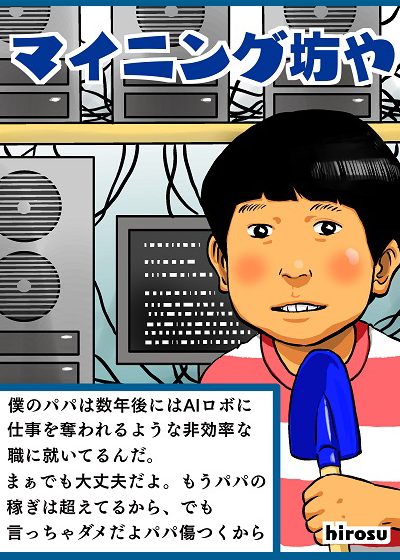 マイニング坊や
僕のパパは数年後にはAIロボに
仕事を奪われるような非効率な
職に就いてるんだ。
まぁでも大丈夫だよ。もうパパの
稼ぎは超えてるから、でも
言っちゃダメだよパパ傷つくから
hirosu